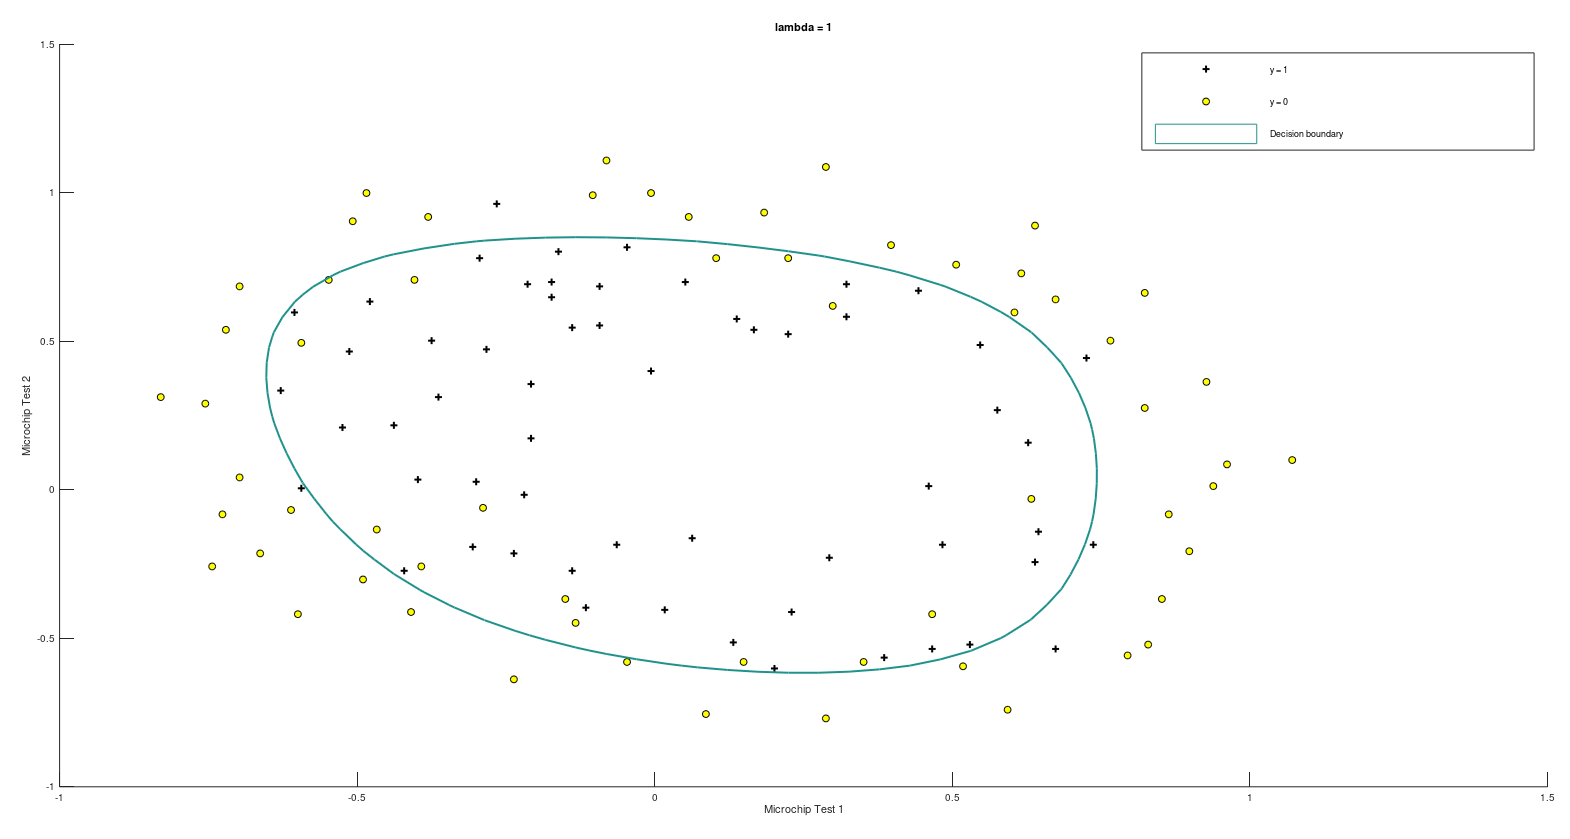 lambda = 1
y = 1
y = 0
Decision boundary
1.5
1
0.5
0
-0.5
-1
Microchip Test 2
-1
-0.5
0
0.5
1
1.5
Microchip Test 1